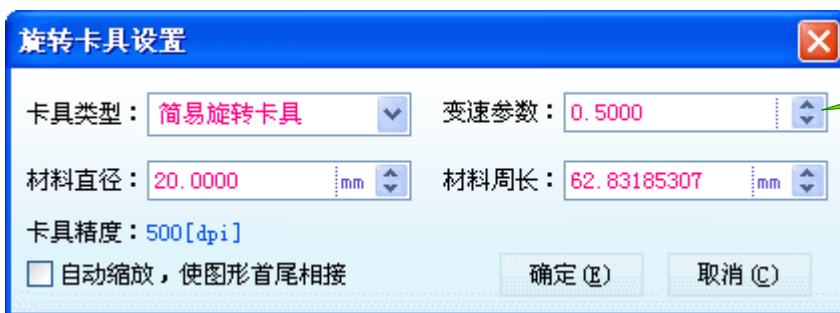 旋转卡具设置
卡具类型：简易旋转卡具 变速参数：0.5000
材料直径：20.0000 mm 材料周长：62.83185307 mm
卡具精度：500[dpi]
自动缩放，使图形首尾相接 确定(E) 取消(C)